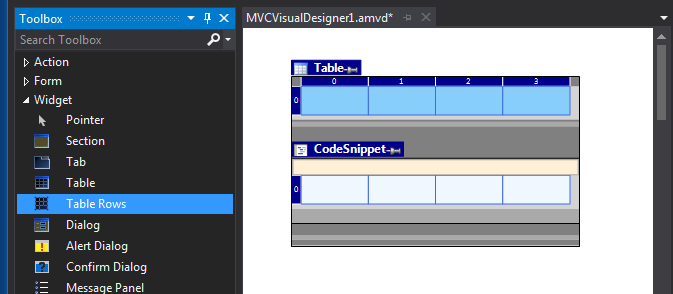 Toolbox
MVCVisualDesigner1.amvd*
Search Toolbox
Action
Form
Widget
Pointer
Section
Tab
Table
Table Rows
Dialog
Alert Dialog
Confirm Dialog
Message Panel
Table
0 1 2 3
0
CodeSnippet
0